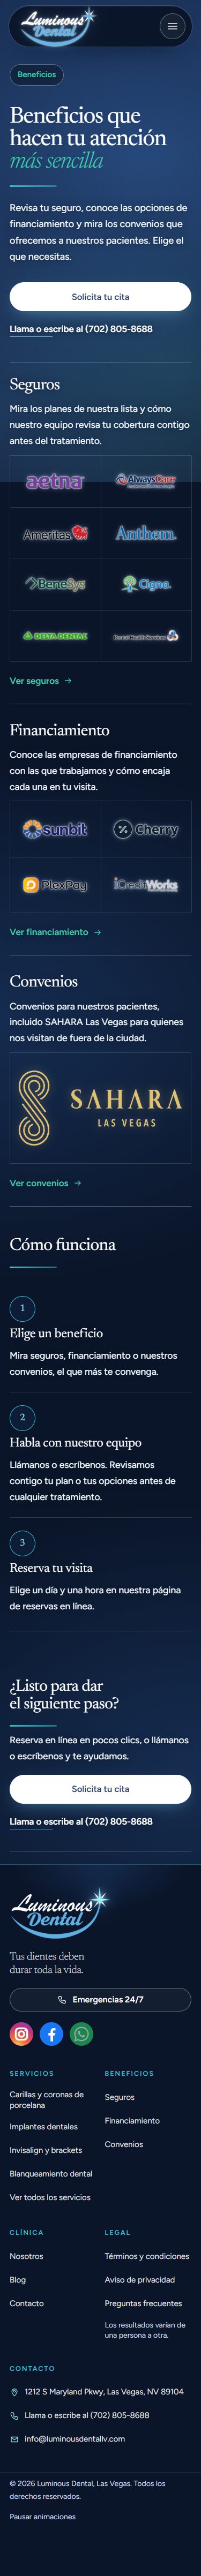 Luminous
Dental
Beneficios
Beneficios que
hacen tu atención
más sencilla
Revisa tu seguro, conoce las opciones de
financiamiento y mira los convenios que
ofrecemos a nuestros pacientes. Elige el
que necesitas.
Solicita tu cita
Llama o escribe al (702) 805-8688
Seguros
Mira los planes de nuestra lista y cómo
nuestro equipo revisa tu cobertura contigo
antes del tratamiento.
aetna
AlwaysCare
Ameritas
Anthem
BeneSys
Cigna
DELTA DENTAL
Dental Health Services
Ver seguros →
Financiamiento
Conoce las empresas de financiamiento
con las que trabajamos y cómo encaja
cada una en tu visita.
sunbit
Cherry
PlexPay
iCreditWorks
Ver financiamiento →
Convenios
Convenios para nuestros pacientes,
incluido SAHARA Las Vegas para quienes
nos visitan de fuera de la ciudad.
SAHARA
LAS VEGAS
Ver convenios →
Cómo funciona
1
Elige un beneficio
Mira seguros, financiamiento o nuestros
convenios, el que más te convenga.
2
Habla con nuestro equipo
Llámanos o escríbenos. Revisamos
contigo tu plan o tus opciones antes de
cualquier tratamiento.
3
Reserva tu visita
Elige un día y una hora en nuestra página
de reservas en línea.
¿Listo para dar
el siguiente paso?
Reserva en línea en pocos clics, o llámanos
o escríbenos y te ayudamos.
Solicita tu cita
Llama o escribe al (702) 805-8688
Luminous
Dental
Tus dientes deben
durar toda la vida.
Emergencias 24/7
SERVICIOS
Carillas y coronas de
porcelana
Implantes dentales
Invisalign y brackets
Blanqueamiento dental
Ver todos los servicios
BENEFICIOS
Seguros
Financiamiento
Convenios
CLÍNICA
Nosotros
Blog
Contacto
LEGAL
Términos y condiciones
Aviso de privacidad
Preguntas frecuentes
Los resultados varían de
una persona a otra.
CONTACTO
1212 S Maryland Pkwy, Las Vegas, NV 89104
Llama o escribe al (702) 805-8688
info@luminousdentallv.com
© 2026 Luminous Dental, Las Vegas. Todos los
derechos reservados.
Pausar animaciones